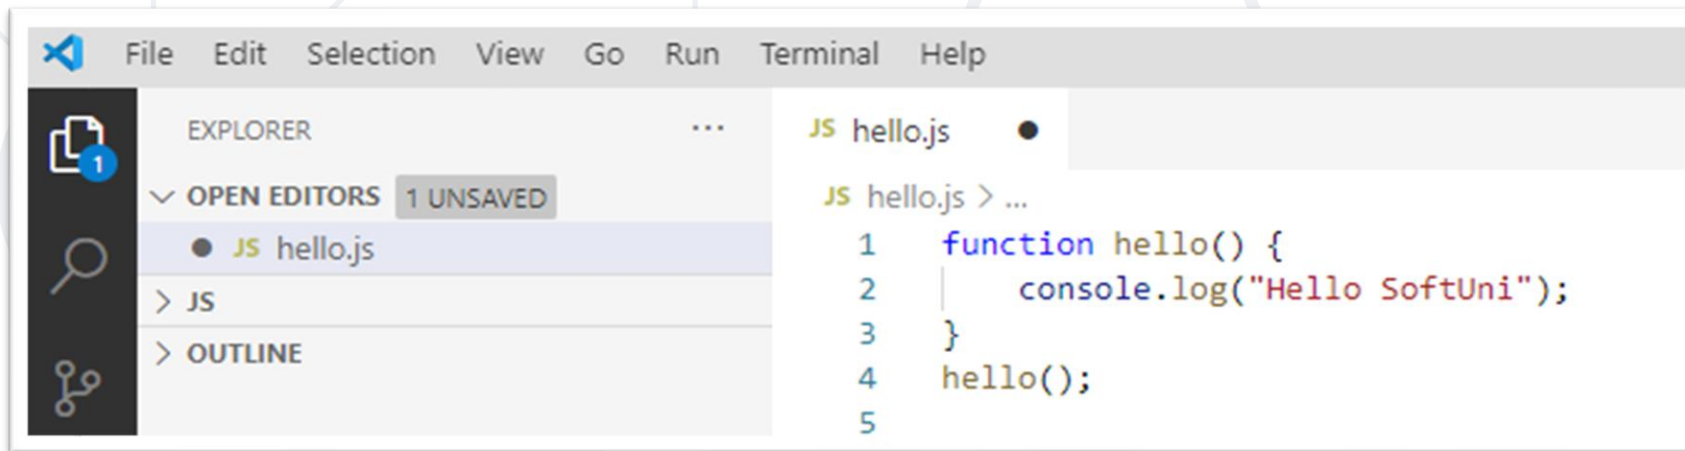 File Edit Selection View Go Run Terminal Help
EXPLORER ...
1
OPEN EDITORS 1 UNSAVED
JS hello.js
JS
OUTLINE
JS hello.js
JS hello.js > ...
1 function hello() {
2     console.log("Hello SoftUni");
3 }
4 hello();
5